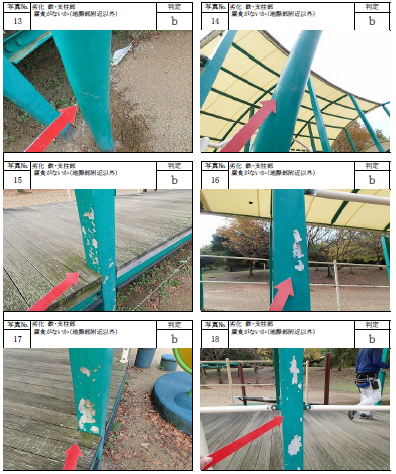 写真No. 劣化 鉄・支柱部 判定
13 腐食がないか(地際部附近以外) b
写真No. 劣化 鉄・支柱部 判定
14 腐食がないか(地際部附近以外) b
写真No. 劣化 鉄・支柱部 判定
15 腐食がないか(地際部附近以外) b
写真No. 劣化 鉄・支柱部 判定
16 腐食がないか(地際部附近以外) b
写真No. 劣化 鉄・支柱部 判定
17 腐食がないか(地際部附近以外) b
写真No. 劣化 鉄・支柱部 判定
18 腐食がないか(地際部附近以外) b